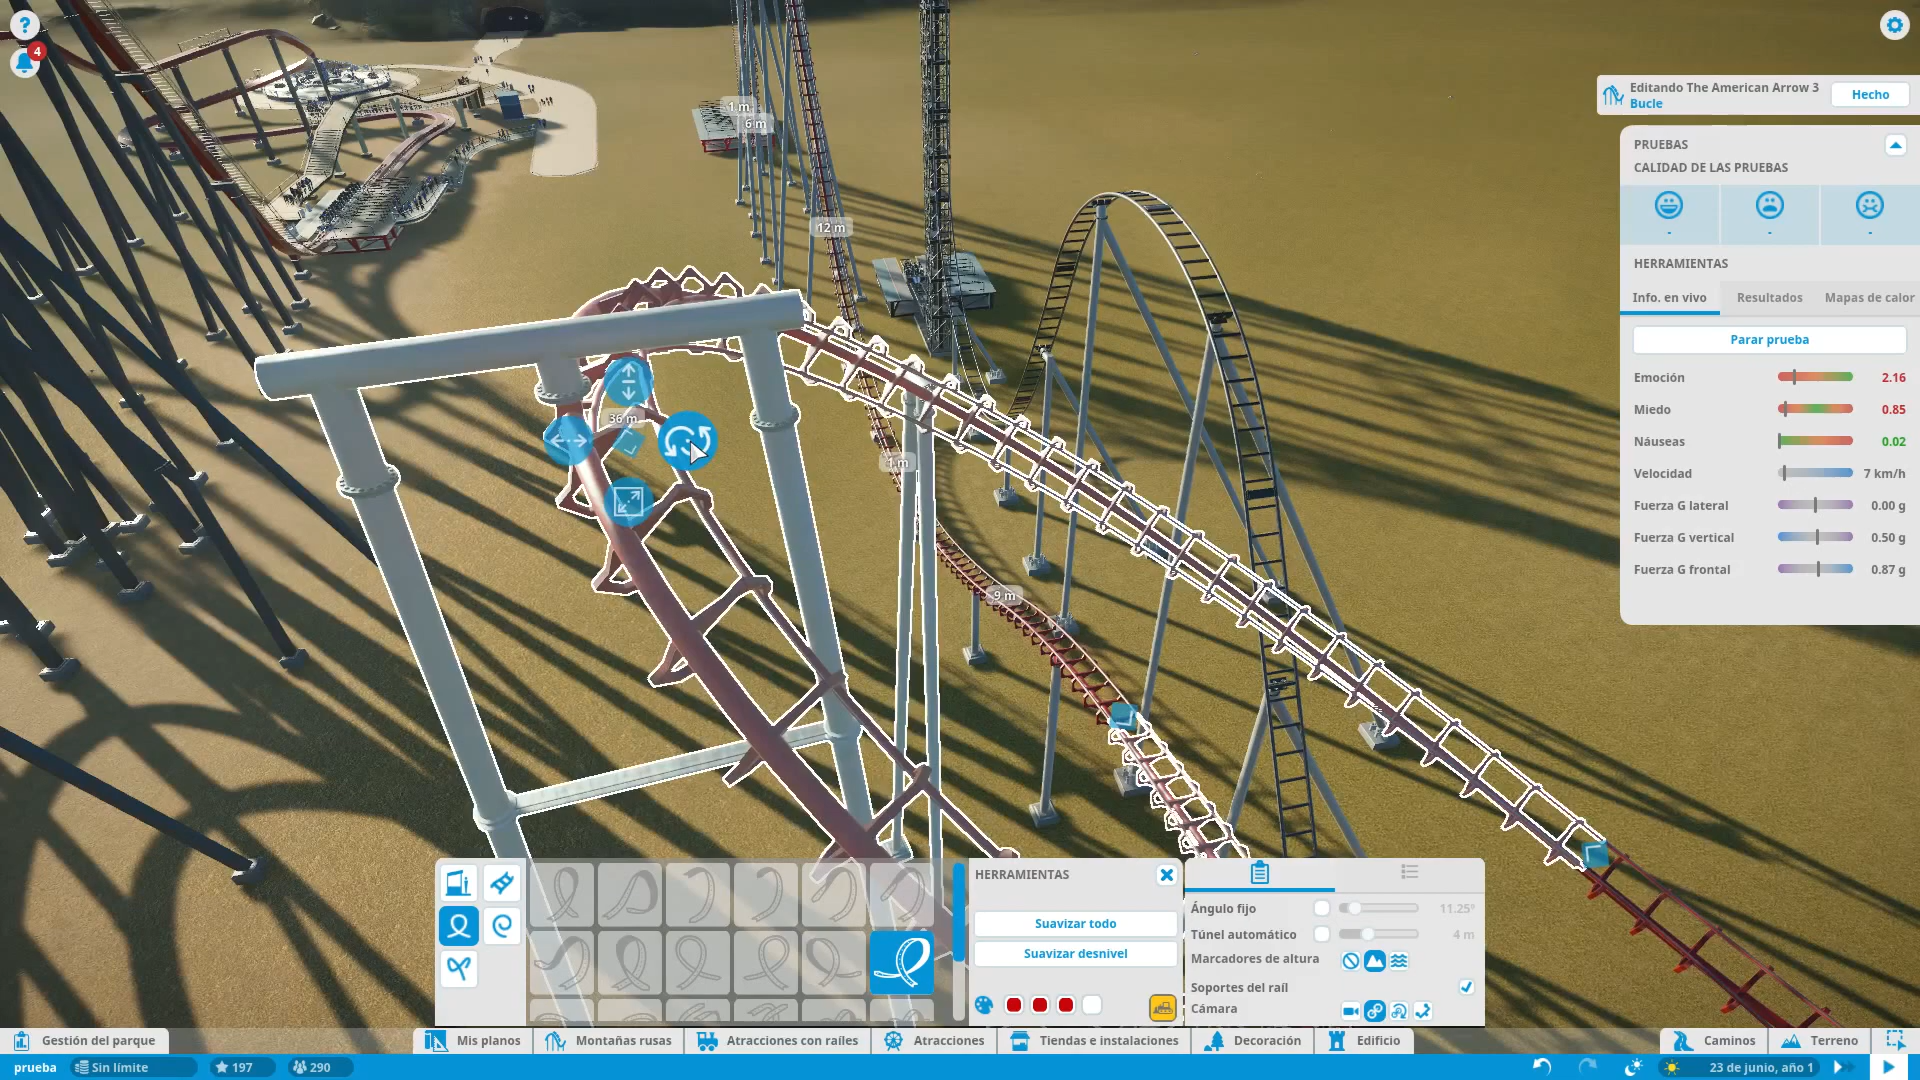 ?
4
1 m
6 m
12 m
36 m
1 m
9 m
Editando The American Arrow 3
Bucle
Hecho
PRUEBAS
CALIDAD DE LAS PRUEBAS
-
-
-
HERRAMIENTAS
Info. en vivo
Resultados
Mapas de calor
Parar prueba
Emoción 2.16
Miedo 0.85
Náuseas 0.02
Velocidad 7 km/h
Fuerza G lateral 0.00 g
Fuerza G vertical 0.50 g
Fuerza G frontal 0.87 g
HERRAMIENTAS
Suavizar todo
Suavizar desnivel
Ángulo fijo 11.25°
Túnel automático 4 m
Marcadores de altura
Soportes del raíl
Cámara
Gestión del parque
Mis planos
Montañas rusas
Atracciones con raíles
Atracciones
Tiendas e instalaciones
Decoración
Edificio
Caminos
Terreno
prueba
Sin límite
197
290
23 de junio, año 1